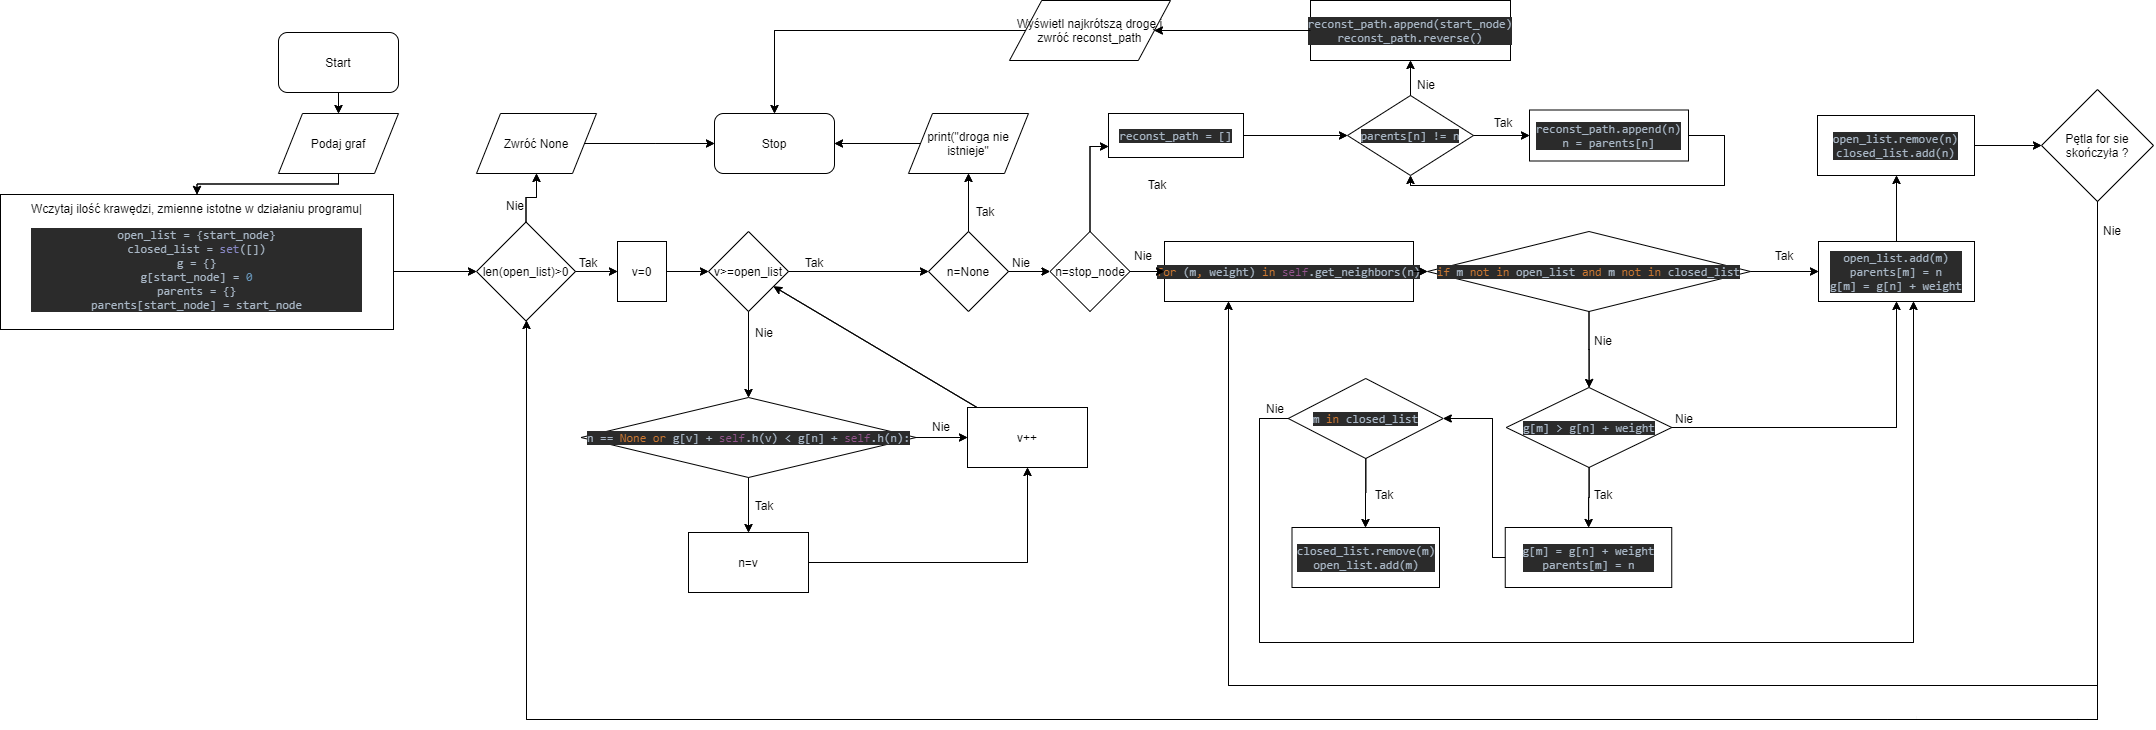 Start
Podaj graf
Wczytaj ilość krawędzi, zmienne istotne w działaniu programu|
open_list = {start_node}
closed_list = set([])
g = {}
g[start_node] = 0
parents = {}
parents[start_node] = start_node
len(open_list)>0
Nie
Zwróć None
Stop
Tak
v=0
v>=open_list
Tak
Nie
n == None or g[v] + self.h(v) < g[n] + self.h(n):
Nie
v++
Tak
n=v
n=None
Tak
print("droga nie
istnieje"
Nie
n=stop_node
Tak
reconst_path = []
parents[n] != n
Tak
reconst_path.append(n)
n = parents[n]
Nie
reconst_path.append(start_node)
reconst_path.reverse()
Wyświetl najkrótszą drogę i
zwróć reconst_path
Nie
for (m, weight) in self.get_neighbors(n)
if m not in open_list and m not in closed_list
Tak
open_list.add(m)
parents[m] = n
g[m] = g[n] + weight
Nie
g[m] > g[n] + weight
Nie
Tak
g[m] = g[n] + weight
parents[m] = n
m in closed_list
Nie
Tak
closed_list.remove(m)
open_list.add(m)
open_list.remove(n)
closed_list.add(n)
Pętla for sie
skończyła ?
Nie